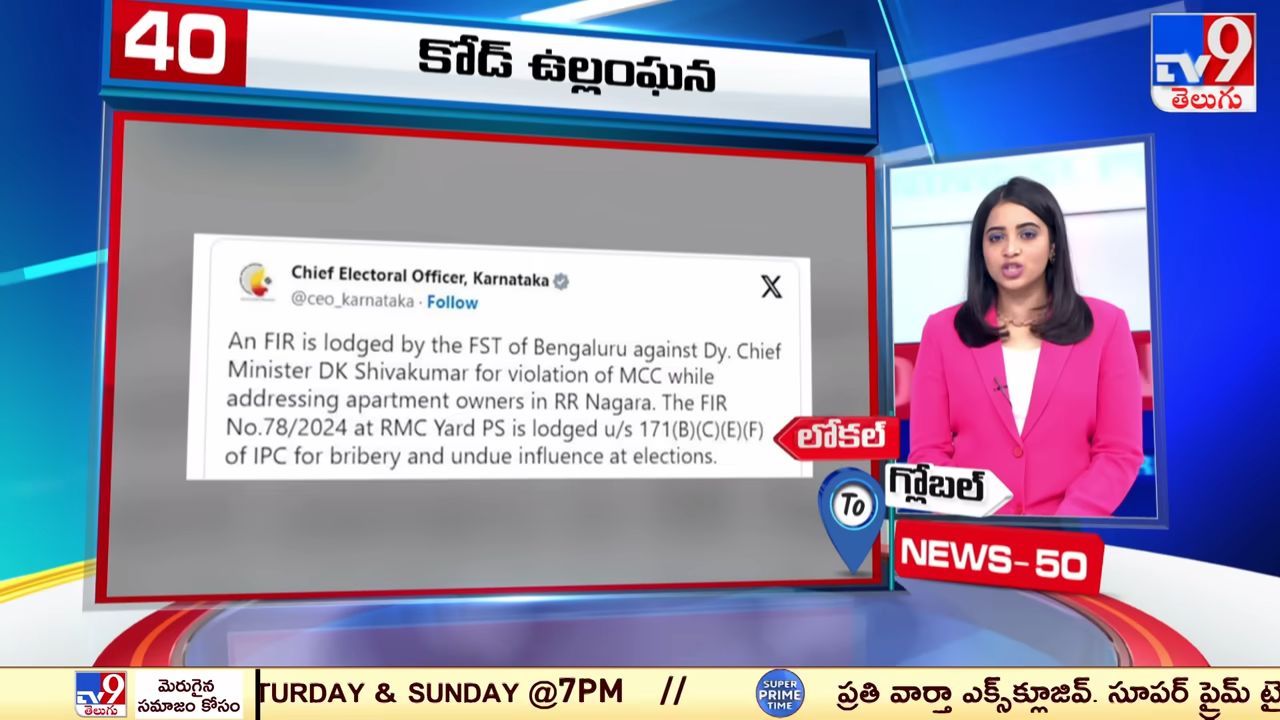 40
కోడ్ ఉల్లంఘన
TV9
తెలుగు
Chief Electoral Officer, Karnataka
@ceo_karnataka · Follow
X
An FIR is lodged by the FST of Bengaluru against Dy. Chief
Minister DK Shivakumar for violation of MCC while
addressing apartment owners in RR Nagara. The FIR
No.78/2024 at RMC Yard PS is lodged u/s 171(B)(C)(E)(F)
of IPC for bribery and undue influence at elections.
లోకల్
To
గ్లోబల్
NEWS-50
TV9
తెలుగు
మెరుగైన
సమాజం కోసం
TURDAY & SUNDAY @7PM // SUPER PRIME TIME ప్రతి వార్తా ఎక్స్‌క్లూజివ్. సూపర్ ప్రైమ్ టై